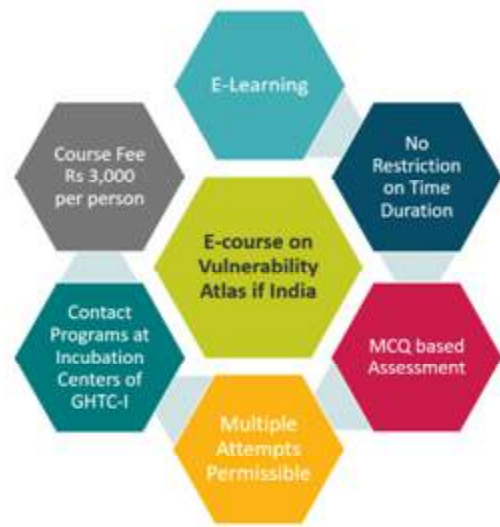 E-Learning
No
Restriction
on Time
Duration
MCQ based
Assessment
Multiple
Attempts
Permissible
Contact
Programs at
Incubation
Centers of
GHTC-I
Course Fee
Rs 3,000
per person
E-course on
Vulnerability
Atlas if India